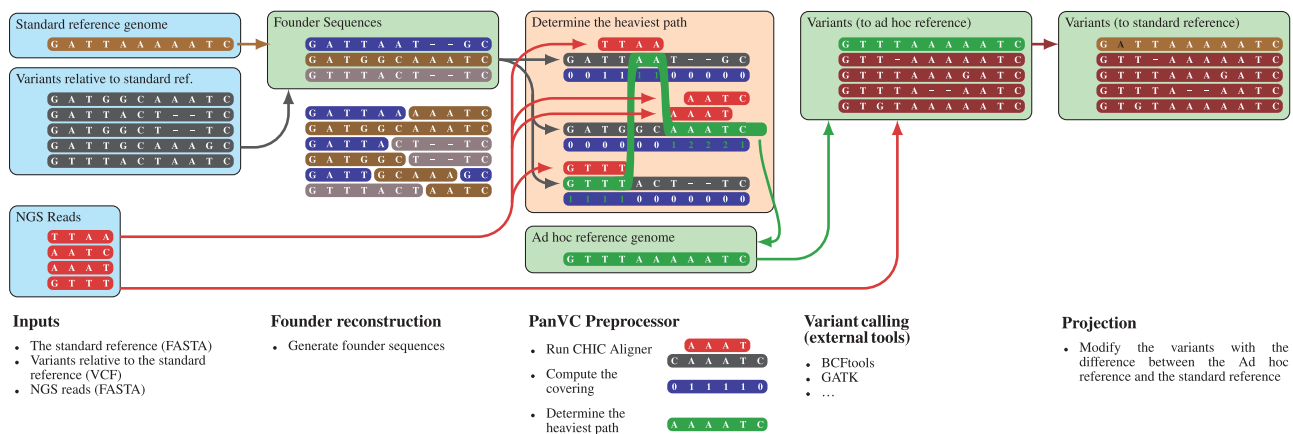 Standard reference genome
G A T T A A A A A T C
Variants relative to standard ref.
G A T G G C A A A T C
G A T T A C T - - T C
G A T G G C T - - T C
G A T T G C A A A G C
G T T T A C T A A T C
NGS Reads
T T A A
A A T C
A A A T
G T T T
Founder Sequences
G A T T A A T - - G C
G A T G G C A A A T C
G T T T A C T - - T C
G A T T A A A A A T C
G A T G G C A A A T C
G A T T A C T - - T C
G A T G G C T - - T C
G A T T G C A A A G C
G T T T A C T A A T C
Determine the heaviest path
T T A A
G A T T A A T - - G C
0 0 1 1 1 1 0 0 0 0 0
A A T C
A A A T
G A T G G C A A A T C
0 0 0 0 0 0 1 2 2 2 1
G T T T
G T T T A C T - - T C
1 1 1 1 0 0 0 0 0 0 0
Ad hoc reference genome
G T T T A A A A A T C
Variants (to ad hoc reference)
G T T T A A A A A T C
G T T - A A A A A T C
G T T T A A A G A T C
G T T T A - - A A T C
G T G T A A A A A T C
Variants (to standard reference)
G A T T A A A A A T C
G T T - A A A A A T C
G T T T A A A G A T C
G T T T A - - A A T C
G T G T A A A A A T C
Inputs
• The standard reference (FASTA)
• Variants relative to the standard
reference (VCF)
• NGS reads (FASTA)
Founder reconstruction
• Generate founder sequences
PanVC Preprocessor
• Run CHIC Aligner
A A A T
C A A A T C
• Compute the
covering
0 1 1 1 1 0
• Determine the
heaviest path
A A A A T C
Variant calling
(external tools)
• BCFtools
• GATK
• …
Projection
• Modify the variants with the
difference between the Ad hoc
reference and the standard reference